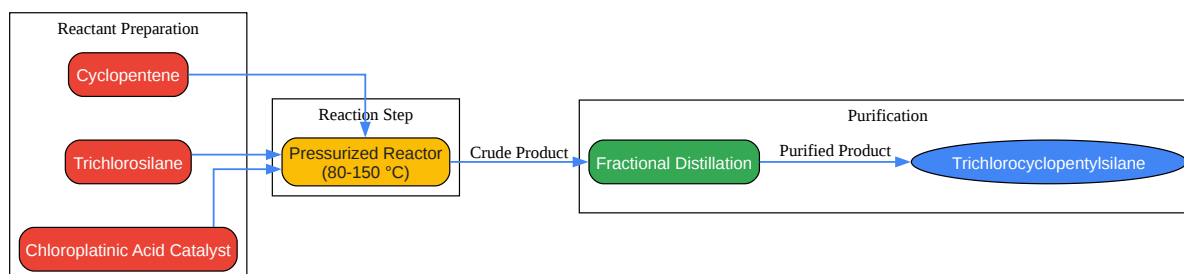 Reactant Preparation
Cyclopentene
Trichlorosilane
Chloroplatinic Acid Catalyst
Reaction Step
Pressurized Reactor
(80-150 °C)
Crude Product
Purification
Fractional Distillation
Purified Product
Trichlorocyclopentylsilane